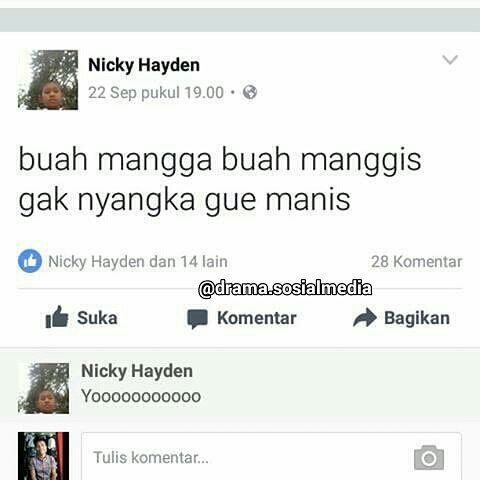 Nicky Hayden
22 Sep pukul 19.00 •
buah mangga buah manggis
gak nyangka gue manis
Nicky Hayden dan 14 lain 28 Komentar
@drama.sosialmedia
Suka Komentar Bagikan
Nicky Hayden
Yooooooooooo
Tulis komentar...